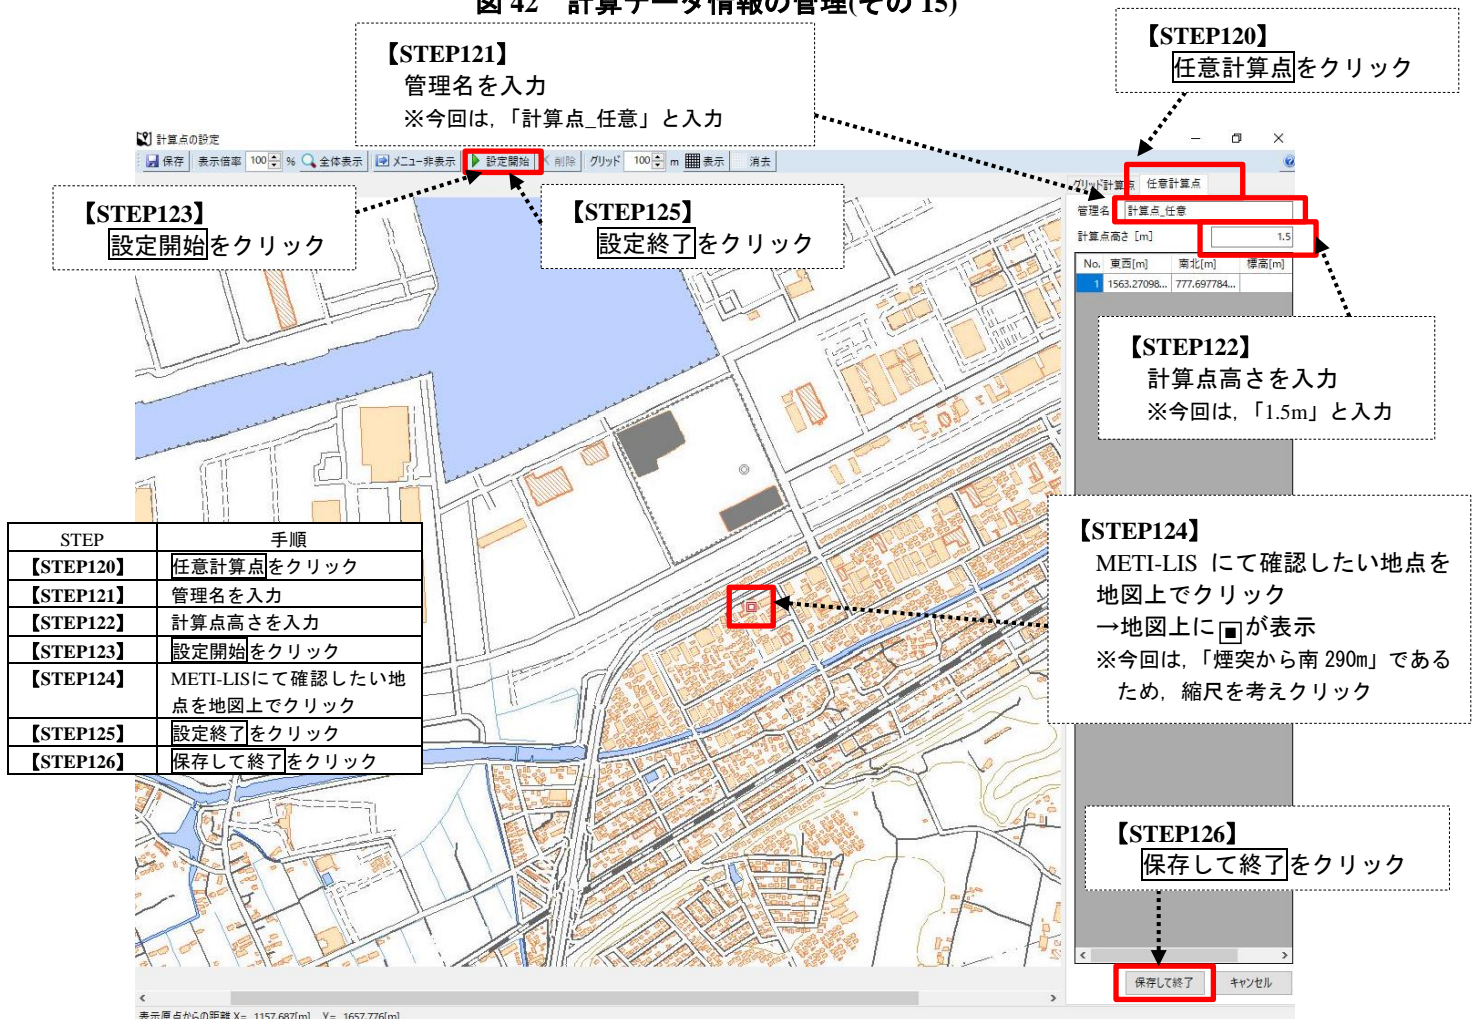 図 42　計算データ情報の管理(その 15)
【STEP121】
管理名を入力
※今回は,「計算点_任意」と入力
【STEP120】
任意計算点をクリック
計算点の設定
保存 表示倍率 100 % 全体表示 メニュー非表示 設定開始 削除 グリッド 100 m 表示 消去
【STEP123】
設定開始をクリック
【STEP125】
設定終了をクリック
グリッド計算点 任意計算点
管理名 計算点_任意
計算点高さ [m] 1.5
No. 東西[m] 南北[m] 標高[m]
1 1563.27098... 777.697784...
【STEP122】
計算点高さを入力
※今回は,「1.5m」と入力
【STEP124】
METI-LIS にて確認したい地点を
地図上でクリック
→地図上に▣が表示
※今回は,「煙突から南 290m」である
ため,縮尺を考えクリック
STEP 手順
【STEP120】 任意計算点をクリック
【STEP121】 管理名を入力
【STEP122】 計算点高さを入力
【STEP123】 設定開始をクリック
【STEP124】 METI-LISにて確認したい地
点を地図上でクリック
【STEP125】 設定終了をクリック
【STEP126】 保存して終了をクリック
【STEP126】
保存して終了をクリック
保存して終了 キャンセル
表示原点からの距離 X= 1157.687[m] Y= 1657.776[m]